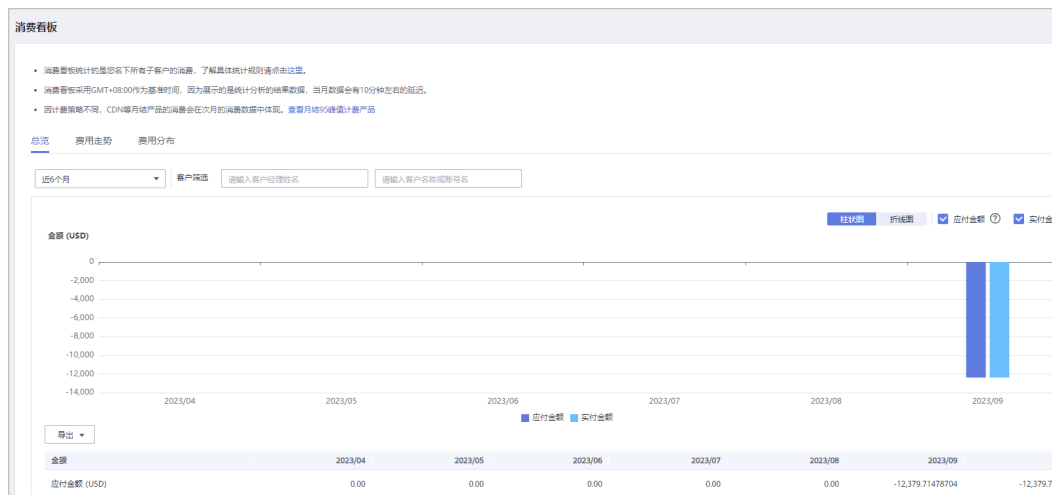 消费看板
• 消费看板统计的是您名下所有子客户的消费，了解具体统计规则请点击这里。
• 消费看板采用GMT+08:00作为基准时间，因为展示的是统计分析的结果数据，当月数据会有10分钟左右的延迟。
• 因计费策略不同，CDN等月结产品的消费会在次月的消费数据中体现。查看月结95峰值计费产品
总览 费用走势 费用分布
近6个月 客户筛选 请输入客户经理姓名 请输入客户名称或账号名
柱状图 折线图 应付金额 ? 实付金
金额 (USD)
0
-2,000
-4,000
-6,000
-8,000
-10,000
-12,000
-14,000
2023/04 2023/05 2023/06 2023/07 2023/08 2023/09
应付金额 实付金额
导出
金额 2023/04 2023/05 2023/06 2023/07 2023/08 2023/09
应付金额 (USD) 0.00 0.00 0.00 0.00 0.00 -12,379.71478704 -12,379.7